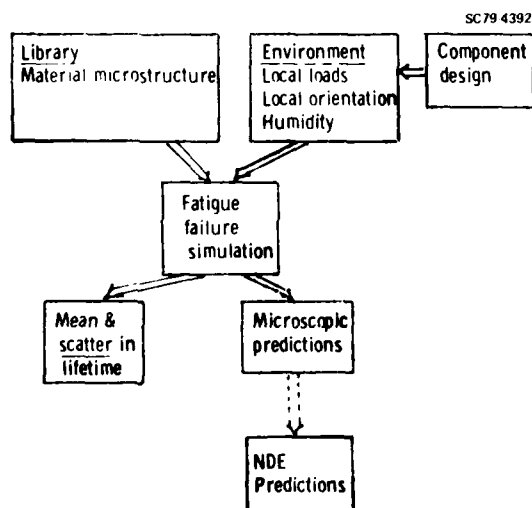 SC79 4392
Library
Material microstructure
Environment
Local loads
Local orientation
Humidity
Component
design
Fatigue
failure
simulation
Mean &
scatter in
lifetime
Microscopic
predictions
NDE
Predictions